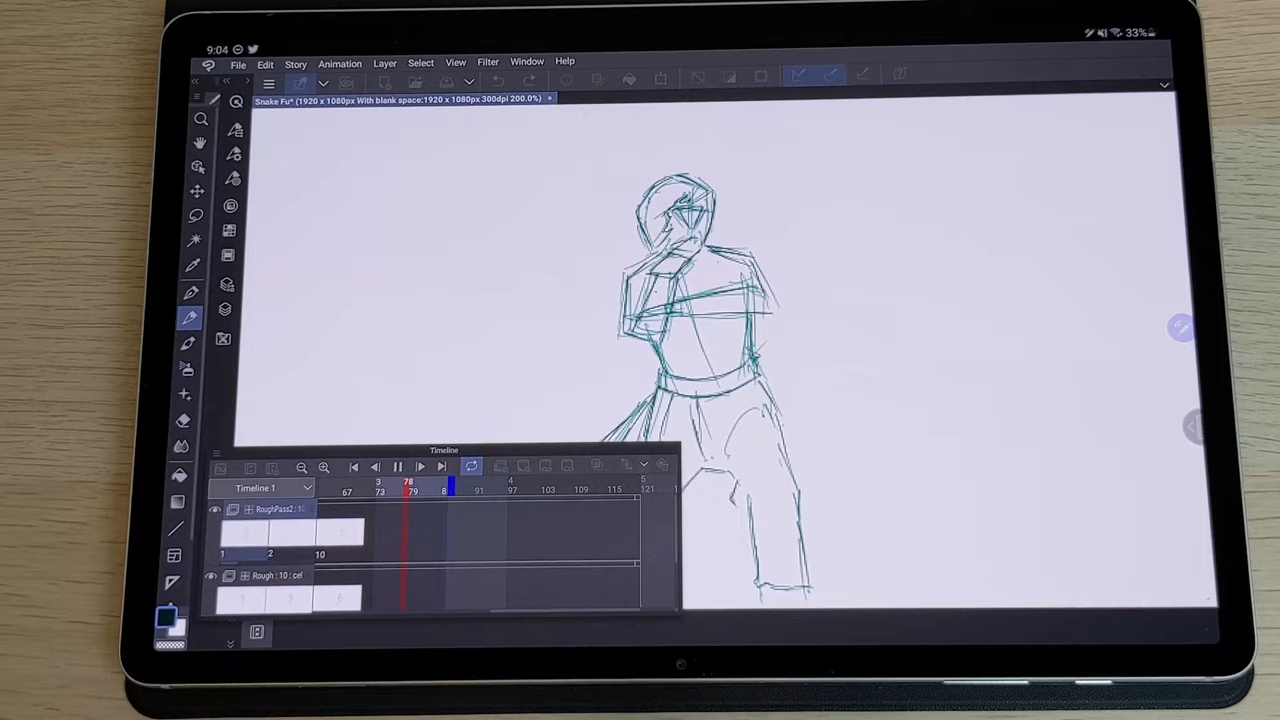 9:04
33%
File Edit Story Animation Layer Select View Filter Window Help
Snake Fu* (1920 x 1080px With blank space:1920 x 1080px 300dpi 200.0%)
Timeline
Timeline 1
3 78 4 5
67 73 79 8 91 97 103 109 115 121
RoughPass2 : 10
1 2 10
Rough : 10 : cel